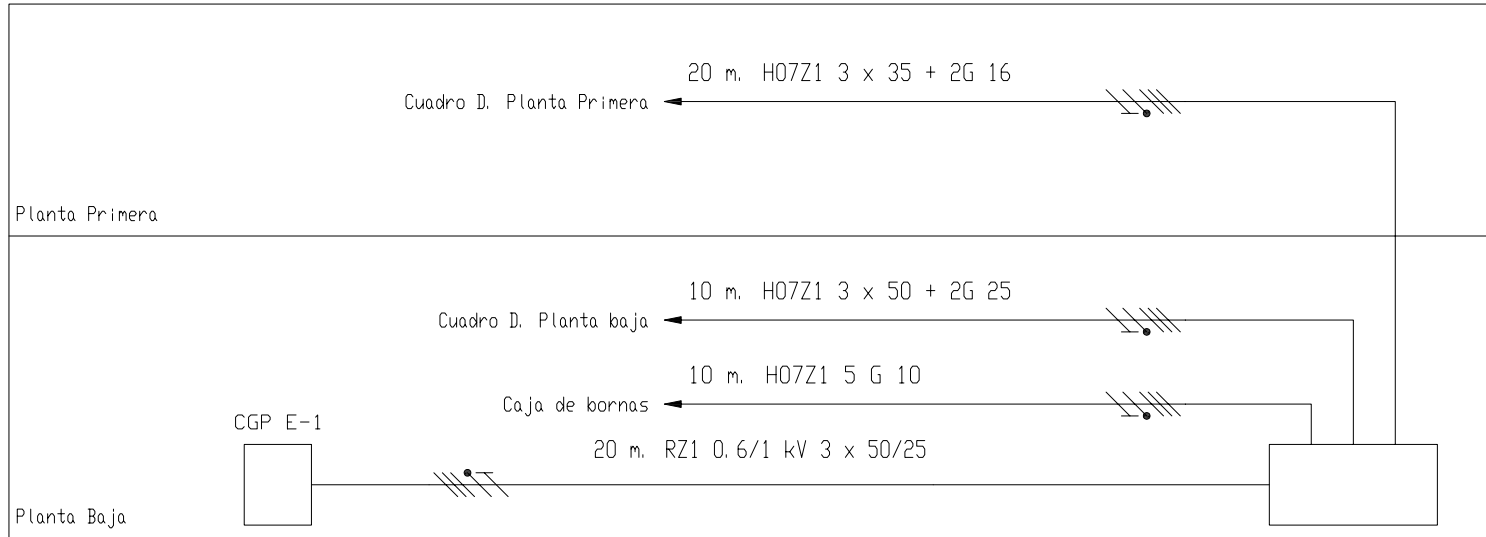 20 m. H07Z1 3 x 35 + 2G 16
Cuadro D. Planta Primera
Planta Primera
10 m. H07Z1 3 x 50 + 2G 25
Cuadro D. Planta baja
10 m. H07Z1 5 G 10
Caja de bornas
CGP E-1
20 m. RZ1 0.6/1 kV 3 x 50/25
Planta Baja